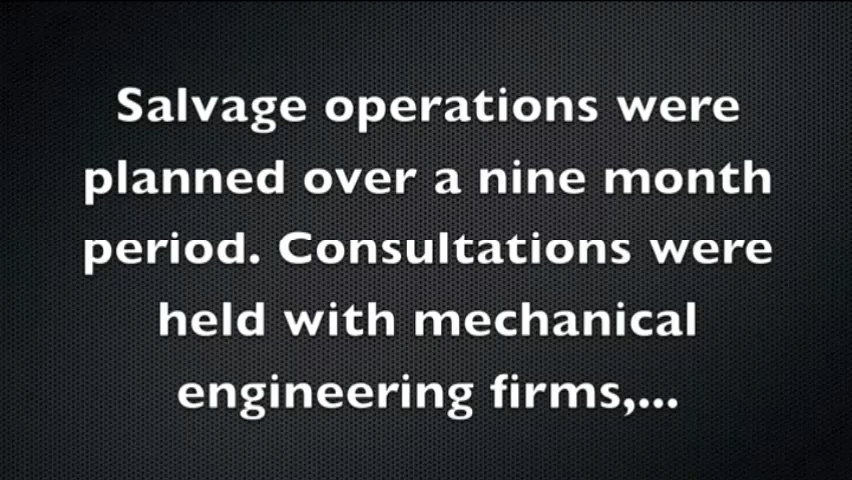 Salvage operations were
planned over a nine month
period. Consultations were
held with mechanical
engineering firms,...